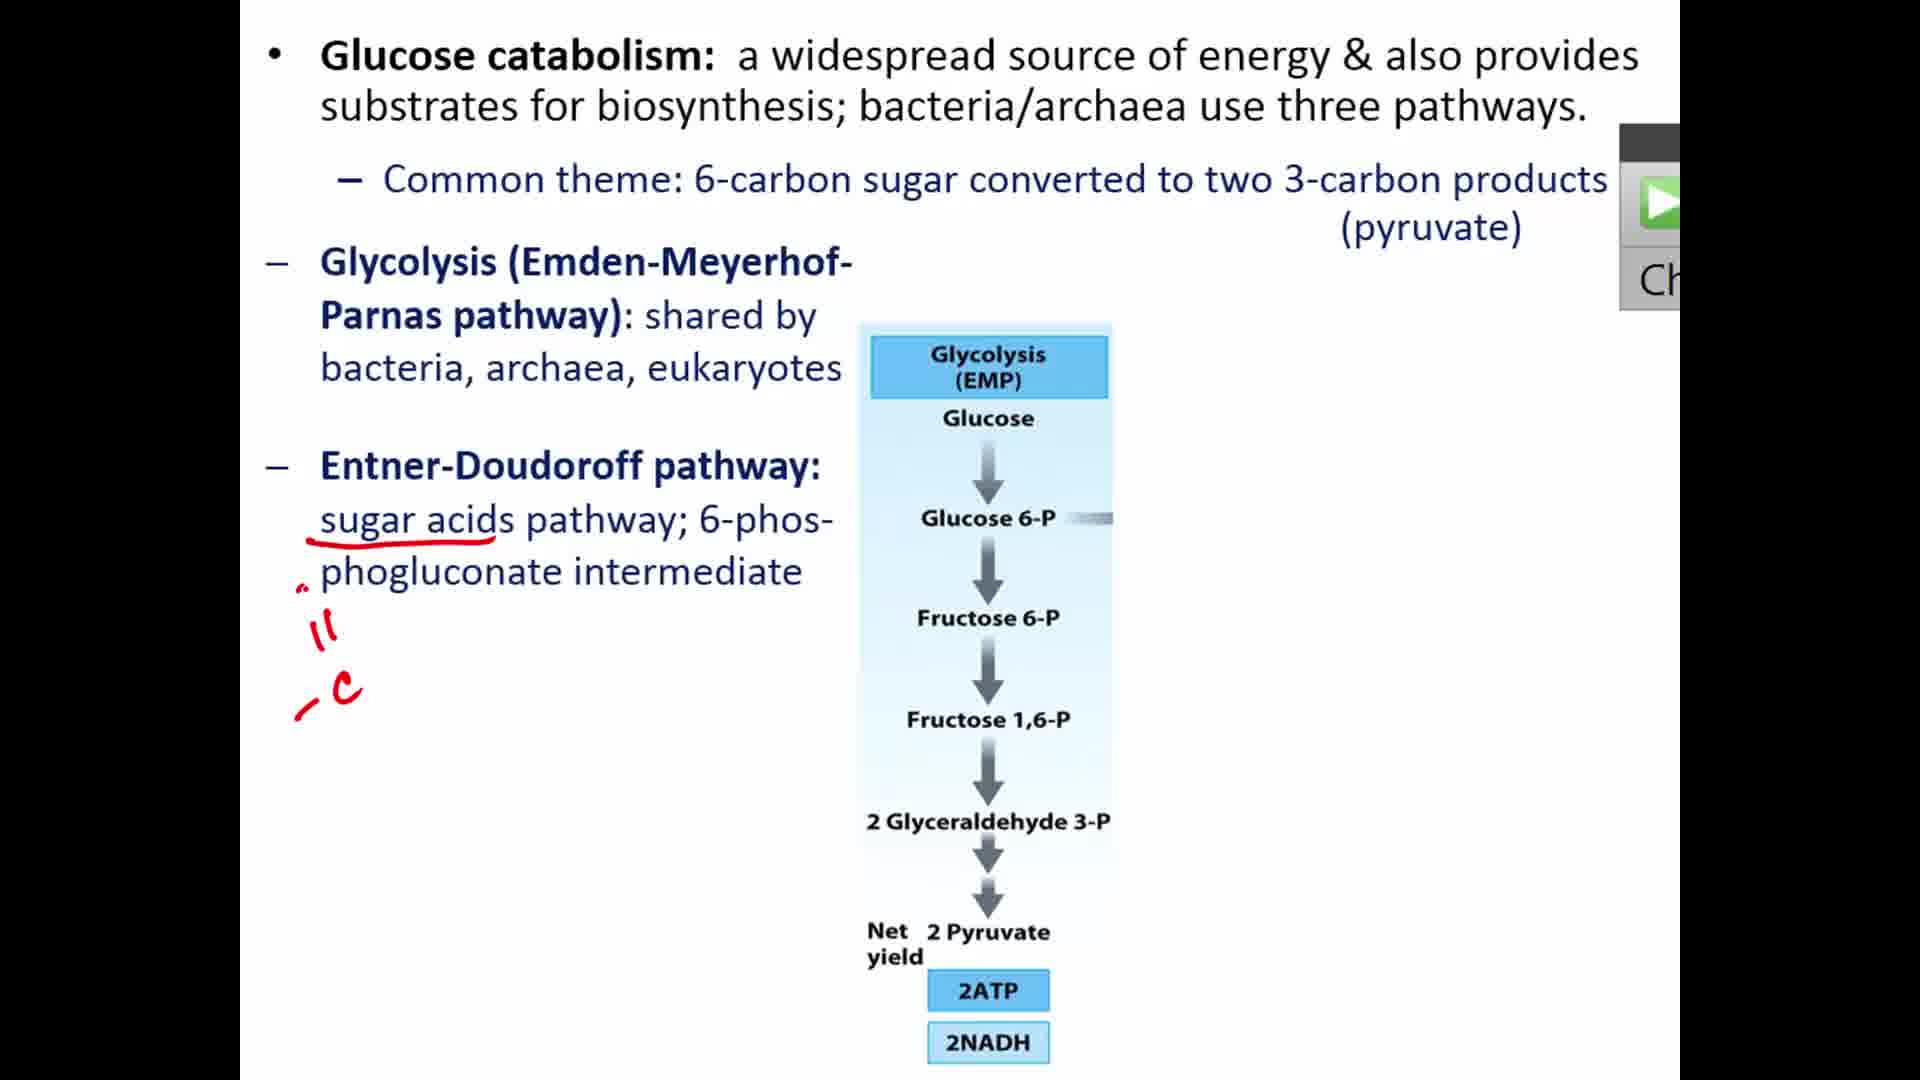 • Glucose catabolism: a widespread source of energy & also provides
substrates for biosynthesis; bacteria/archaea use three pathways.
– Common theme: 6-carbon sugar converted to two 3-carbon products
(pyruvate)
– Glycolysis (Emden-Meyerhof-
Parnas pathway): shared by
bacteria, archaea, eukaryotes
– Entner-Doudoroff pathway:
sugar acids pathway; 6-phos-
phogluconate intermediate
– C
Glycolysis
(EMP)
Glucose
Glucose 6-P
Fructose 6-P
Fructose 1,6-P
2 Glyceraldehyde 3-P
Net 2 Pyruvate
yield
2ATP
2NADH
Ch